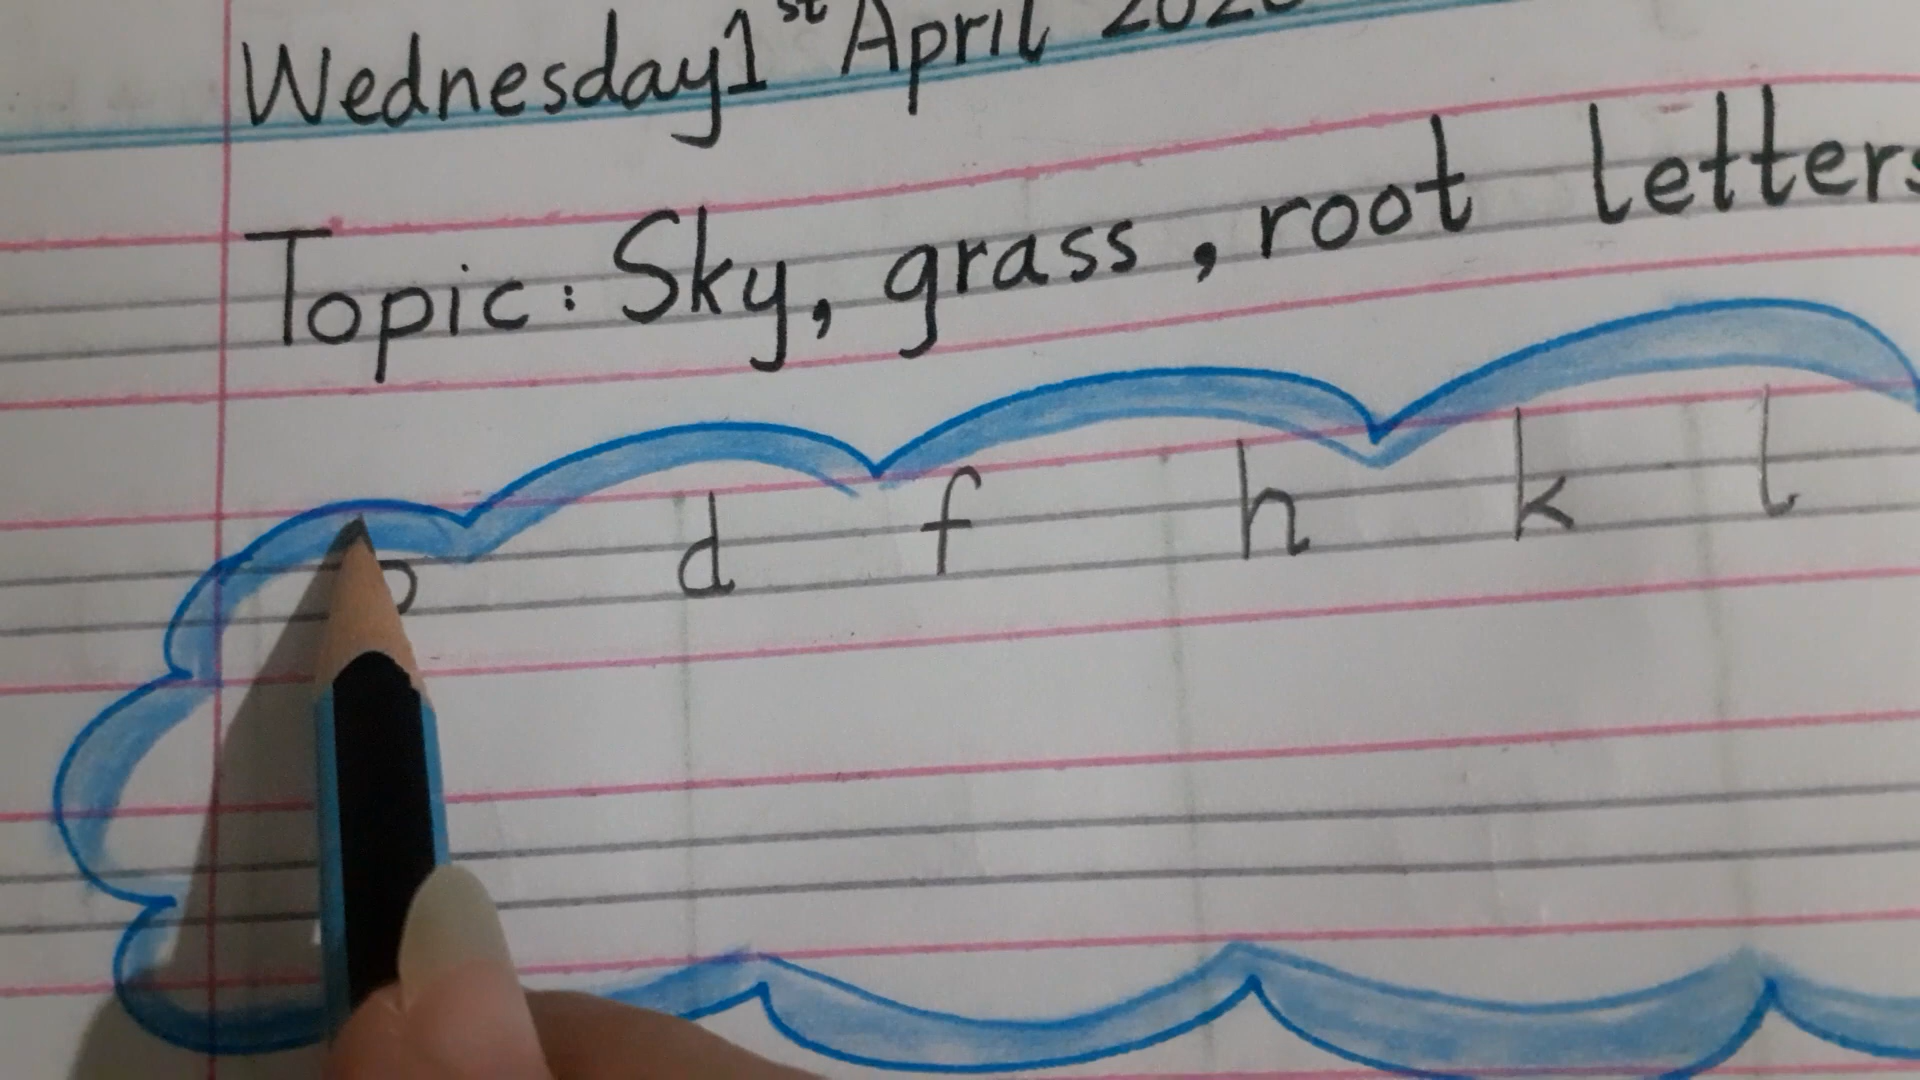 Wednesday 1st April
Topic: Sky, grass, root letters
d f h k l